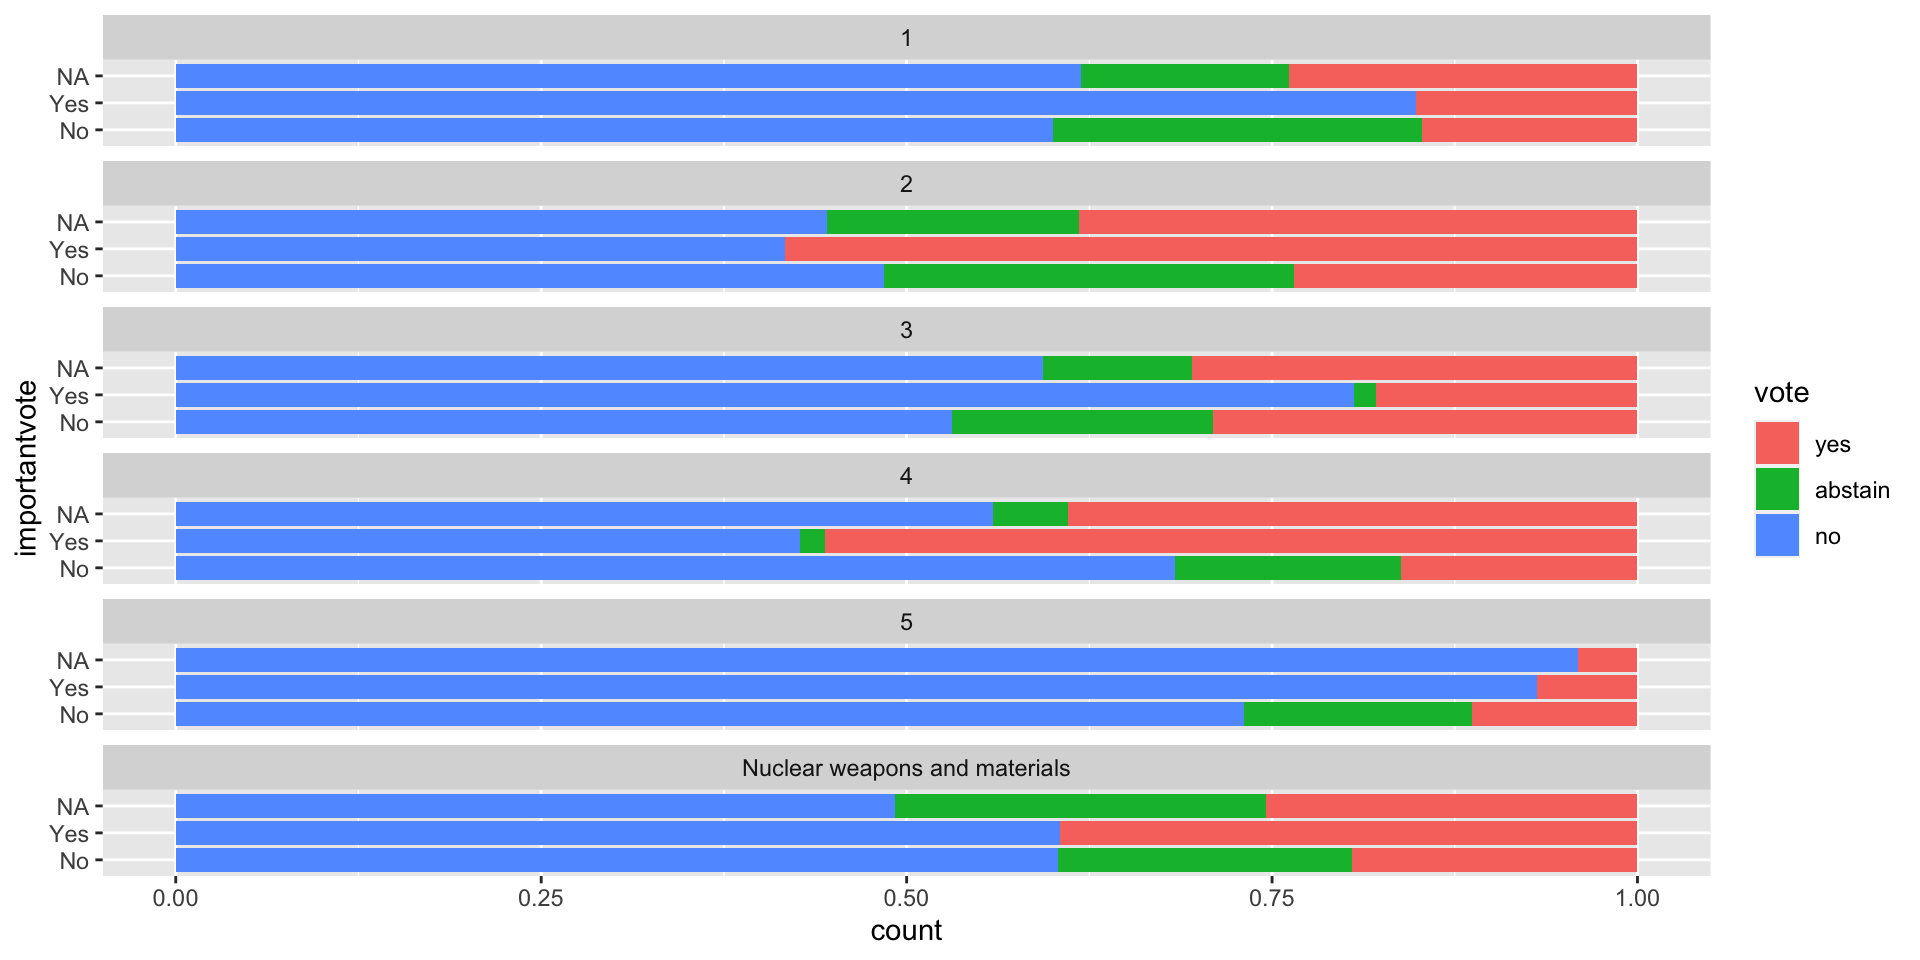 1
NA
Yes
No
2
NA
Yes
No
3
NA
Yes
No
4
NA
Yes
No
5
NA
Yes
No
Nuclear weapons and materials
NA
Yes
No
0.00 0.25 0.50 0.75 1.00
count
importantvote
vote
yes
abstain
no